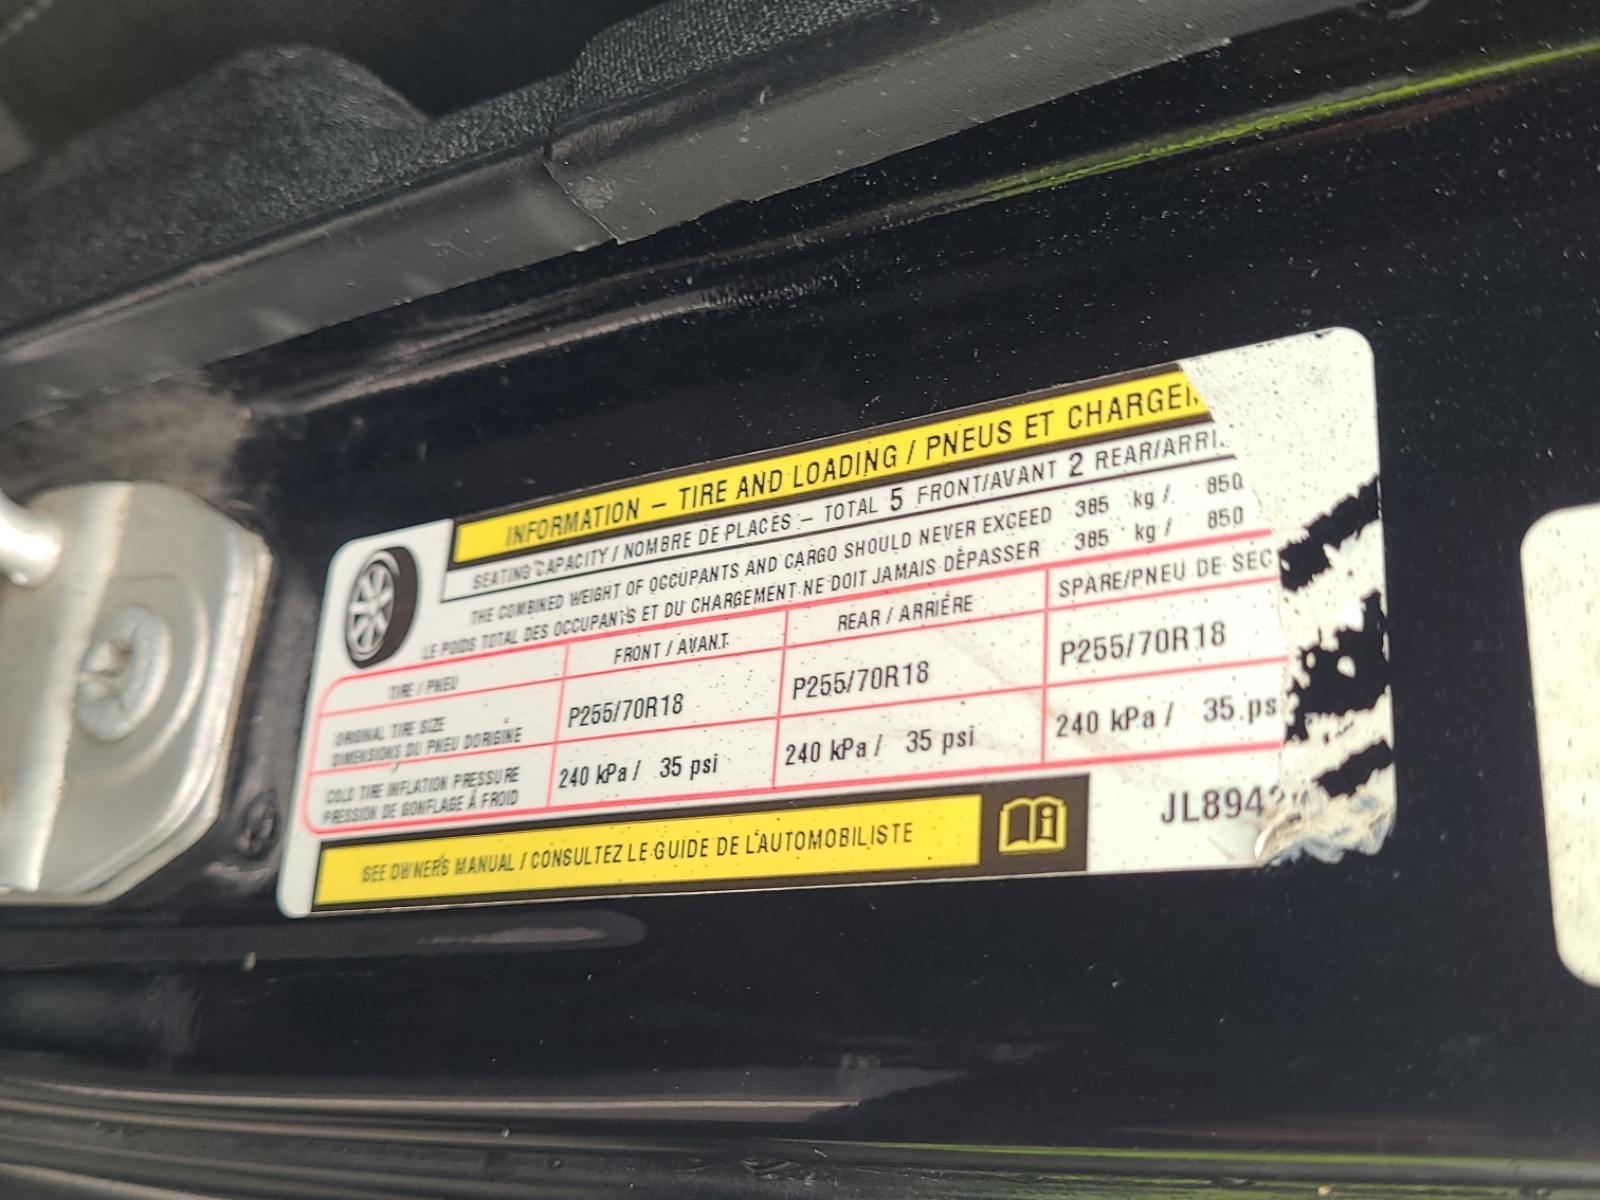 INFORMATION – TIRE AND LOADING / PNEUS ET CHARGEM
SEATING CAPACITY / NOMBRE DE PLACES – TOTAL 5 FRONT/AVANT 2 REAR/ARRI
THE COMBINED WEIGHT OF OCCUPANTS AND CARGO SHOULD NEVER EXCEED 385 kg / 850
LE POIDS TOTAL DES OCCUPANTS ET DU CHARGEMENT NE DOIT JAMAIS DÉPASSER 385 kg / 850
TIRE / PNEU FRONT / AVANT REAR / ARRIÉRE SPARE/PNEU DE SEC
ORIGINAL TIRE SIZE
DIMENSIONS DU PNEU DORIGINE
P255/70R18 P255/70R18 P255/70R18
COLD TIRE INFLATION PRESSURE
PRESSION DE GONFLAGE À FROID
240 kPa / 35 psi 240 kPa / 35 psi 240 kPa / 35 psi
SEE OWNER'S MANUAL / CONSULTEZ LE GUIDE DE L'AUTOMOBILISTE
JL894